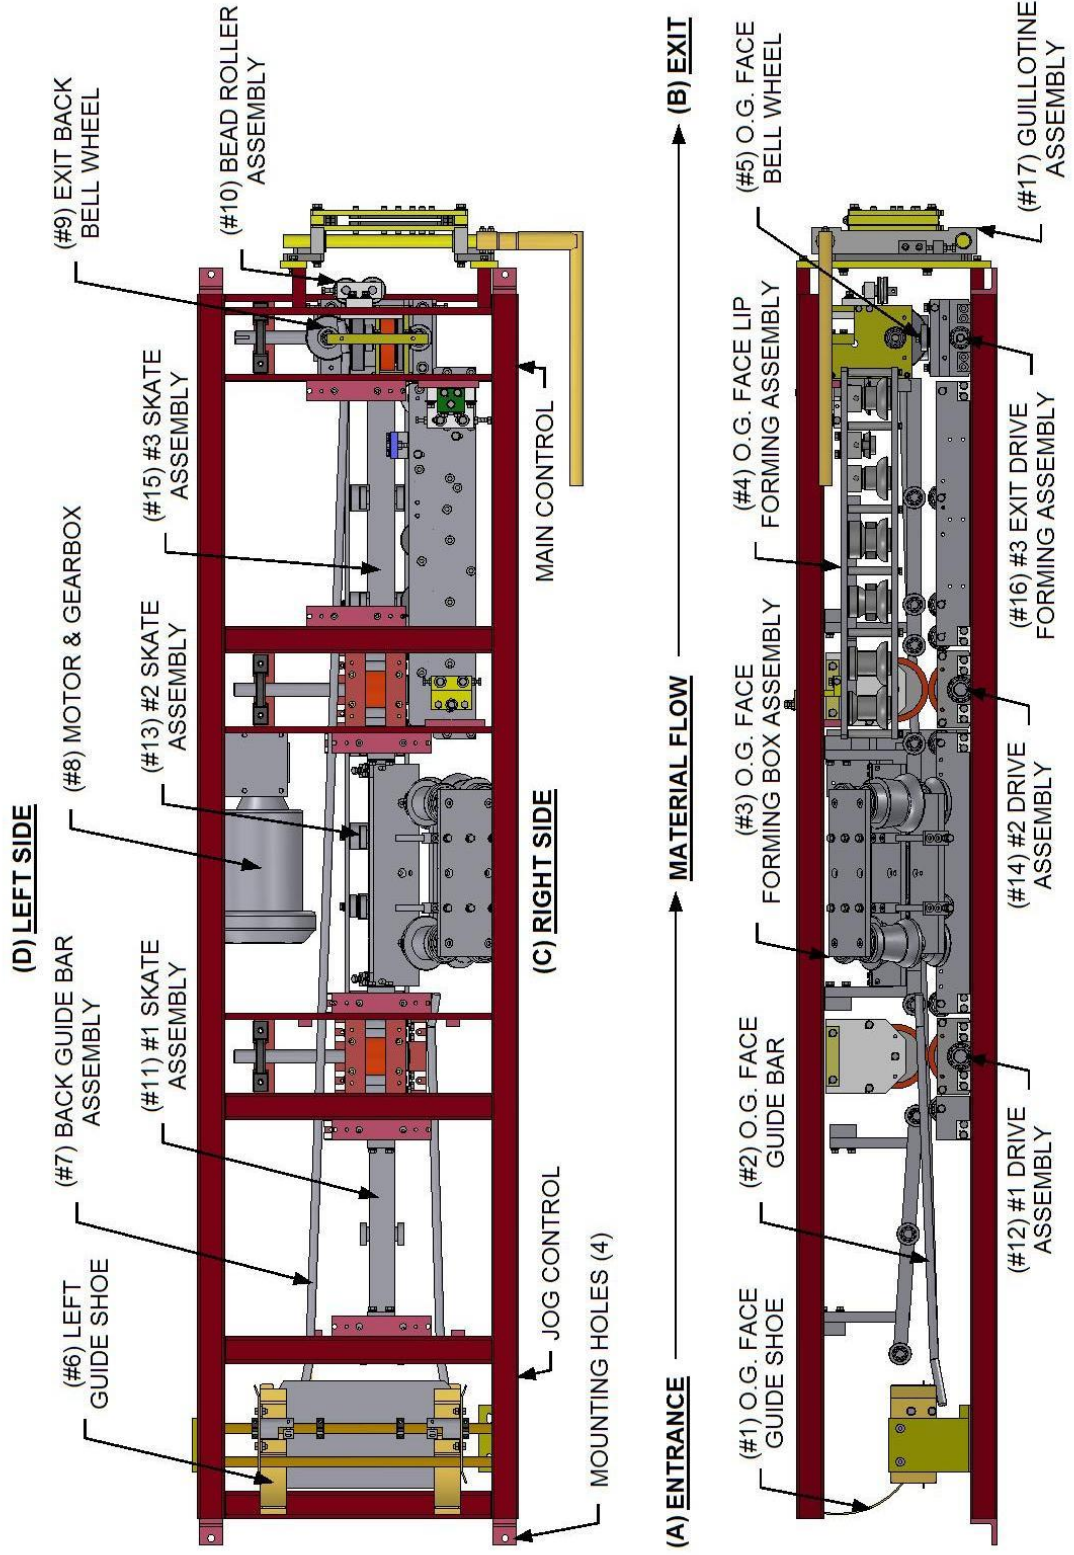 (D) LEFT SIDE
(#6) LEFT
GUIDE SHOE
(#7) BACK GUIDE BAR
ASSEMBLY
(#11) #1 SKATE
ASSEMBLY
(#8) MOTOR & GEARBOX
(#13) #2 SKATE
ASSEMBLY
(#15) #3 SKATE
ASSEMBLY
(#9) EXIT BACK
BELL WHEEL
(#10) BEAD ROLLER
ASSEMBLY
MOUNTING HOLES (4)
JOG CONTROL
(C) RIGHT SIDE
MAIN CONTROL
(A) ENTRANCE
MATERIAL FLOW
(B) EXIT
(#1) O.G. FACE
GUIDE SHOE
(#2) O.G. FACE
GUIDE BAR
(#3) O.G. FACE
FORMING BOX ASSEMBLY
(#4) O.G. FACE LIP
FORMING ASSEMBLY
(#5) O.G. FACE
BELL WHEEL
(#12) #1 DRIVE
ASSEMBLY
(#14) #2 DRIVE
ASSEMBLY
(#16) #3 EXIT DRIVE
FORMING ASSEMBLY
(#17) GUILLOTINE
ASSEMBLY